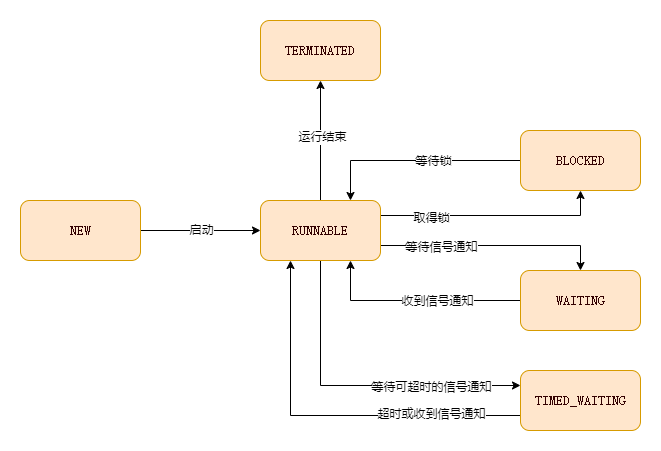 TERMINATED
运行结束
等待锁
BLOCKED
NEW
启动
RUNNABLE
取得锁
等待信号通知
收到信号通知
WAITING
等待可超时的信号通知
TIMED_WAITING
超时或收到信号通知